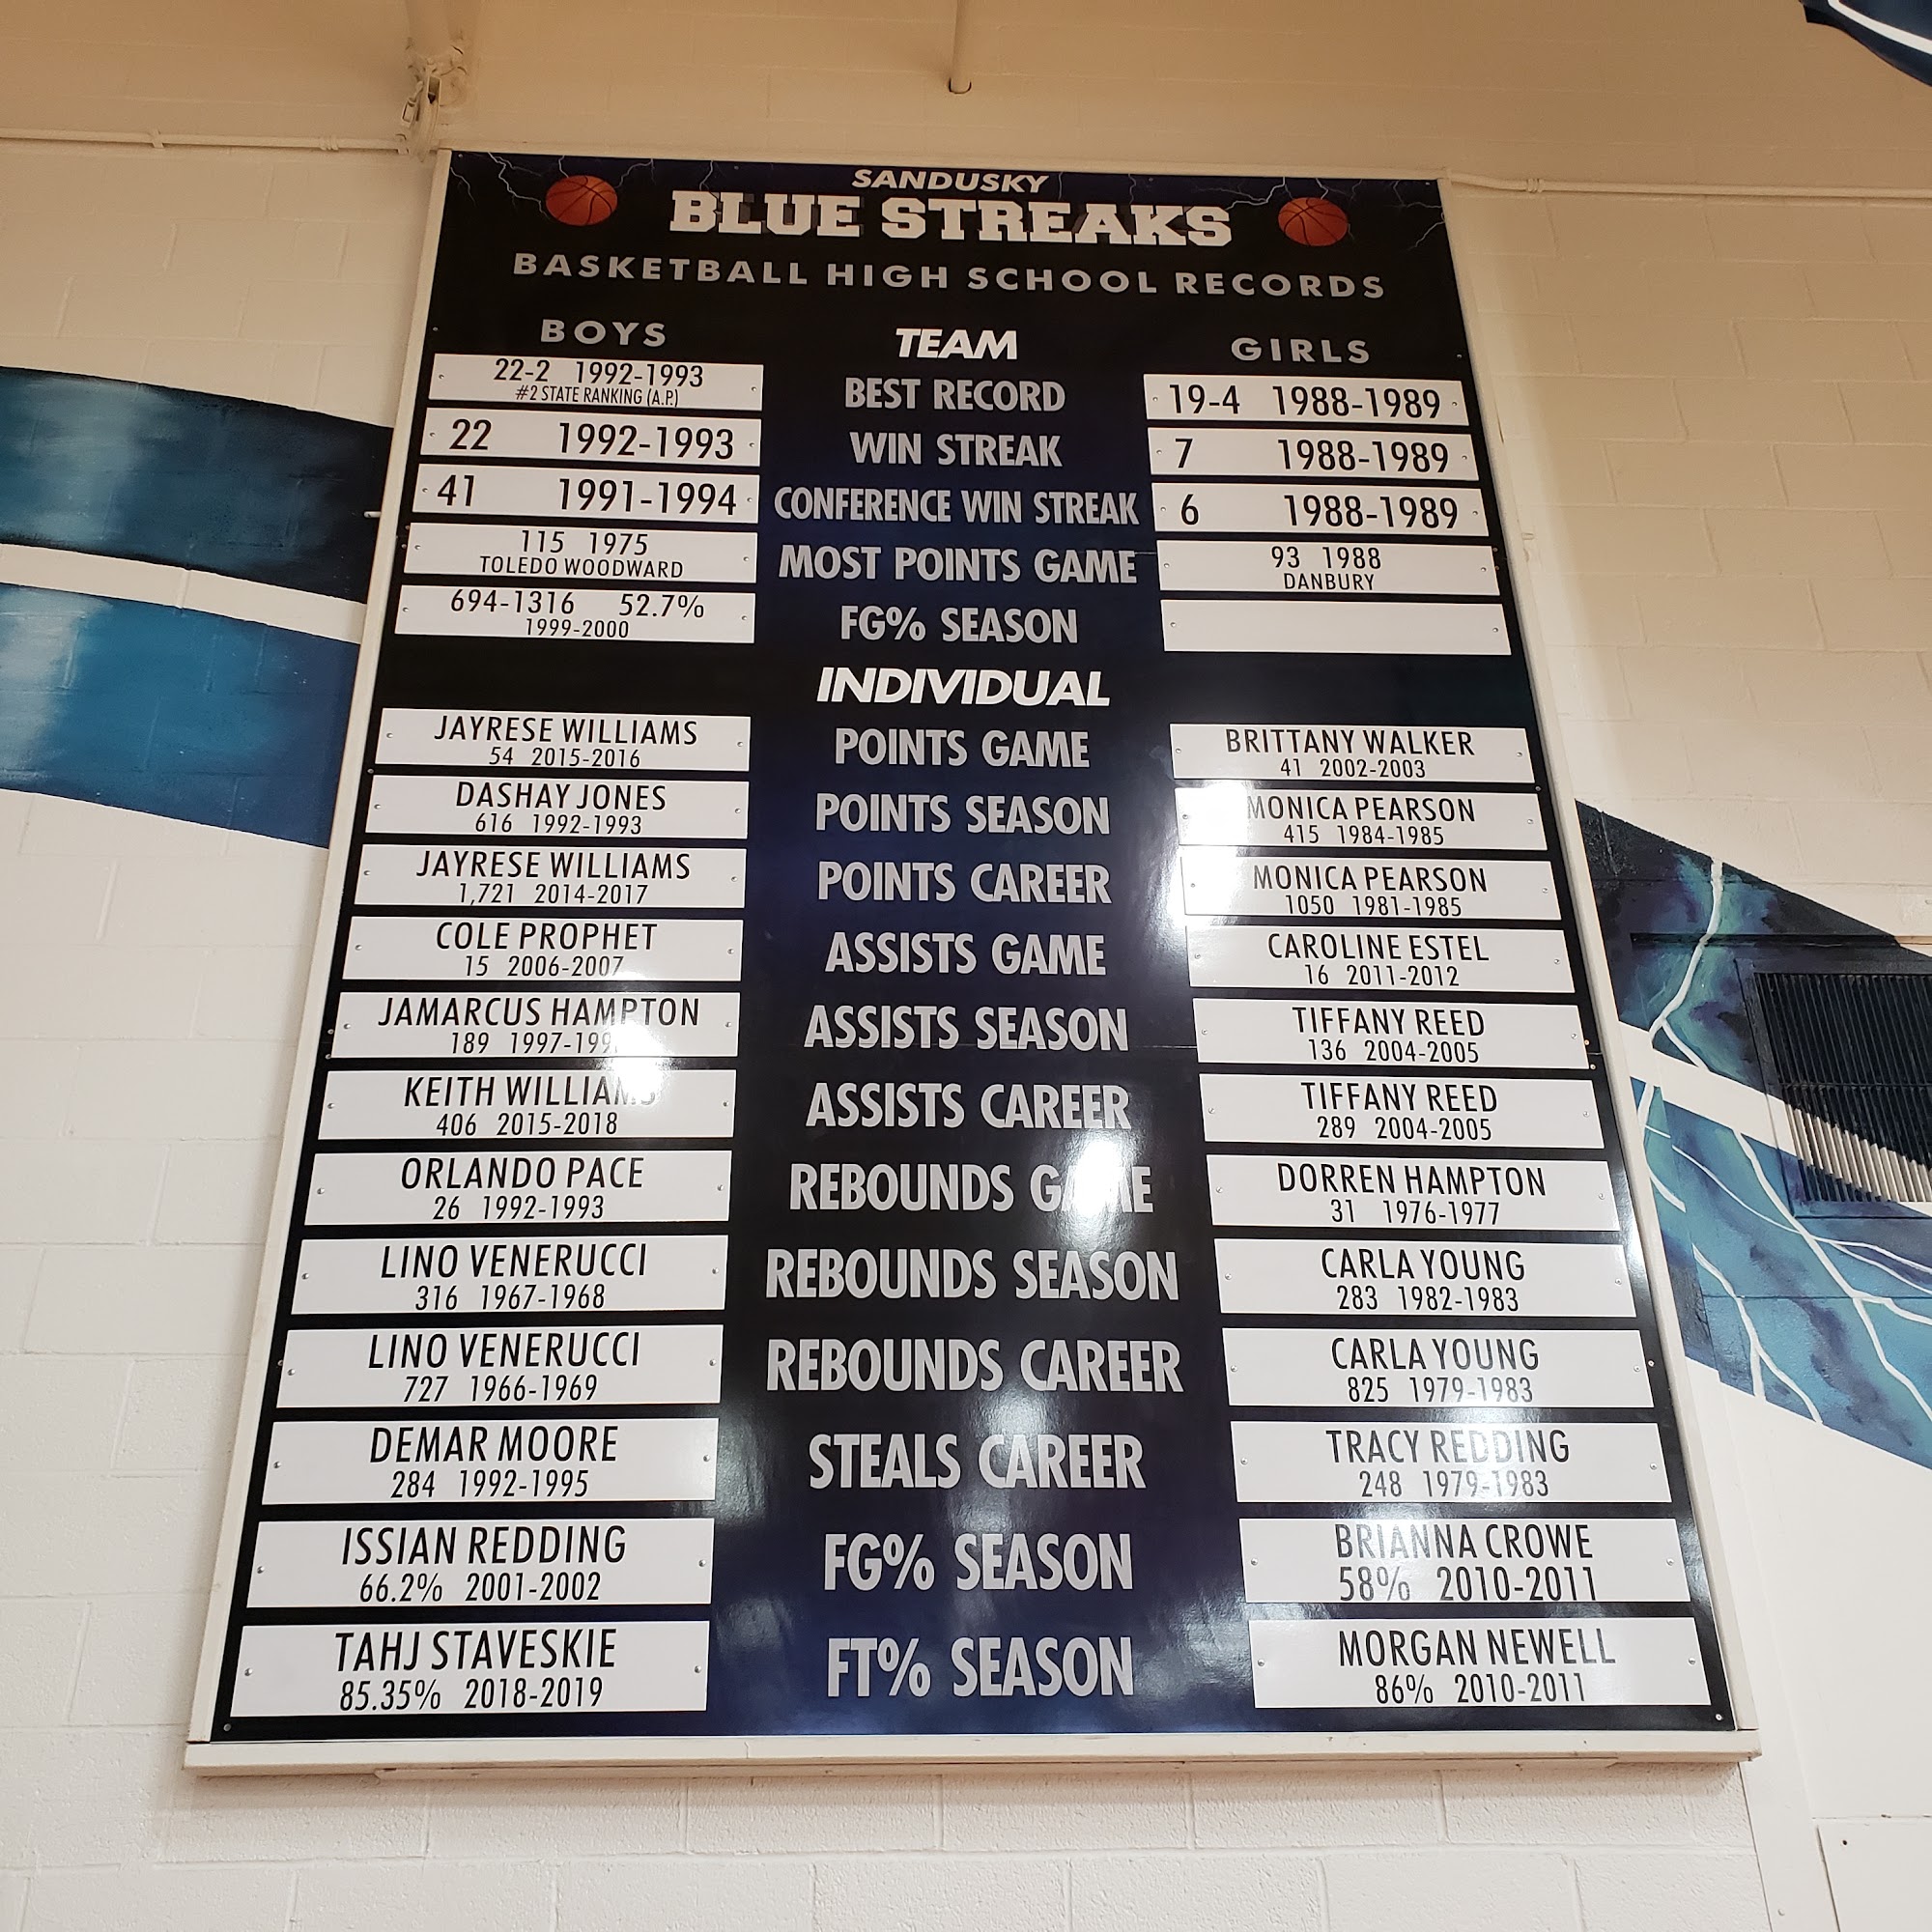 SANDUSKY
BLUE STREAKS
BASKETBALL HIGH SCHOOL RECORDS
BOYS TEAM GIRLS
22-2 1992-1993 BEST RECORD 19-4 1988-1989
#2 STATE RANKING (A.P.)
22 1992-1993 WIN STREAK 7 1988-1989
41 1991-1994 CONFERENCE WIN STREAK 6 1988-1989
115 1975 MOST POINTS GAME 93 1988
TOLEDO WOODWARD DANBURY
694-1316 52.7% FG% SEASON
1999-2000
INDIVIDUAL
JAYRESE WILLIAMS POINTS GAME BRITTANY WALKER
54 2015-2016 41 2002-2003
DASHAY JONES POINTS SEASON MONICA PEARSON
616 1992-1993 415 1984-1985
JAYRESE WILLIAMS POINTS CAREER MONICA PEARSON
1,721 2014-2017 1050 1981-1985
COLE PROPHET ASSISTS GAME CAROLINE ESTEL
15 2006-2007 16 2011-2012
JAMARCUS HAMPTON ASSISTS SEASON TIFFANY REED
189 136 2004-2005
KEITH WILLIAMS ASSISTS CAREER TIFFANY REED
406 2015-2018 289 2004-2005
ORLANDO PACE REBOUNDS GAME DORREN HAMPTON
26 1992-1993 31 1976-1977
LINO VENERUCCI REBOUNDS SEASON CARLA YOUNG
316 1967-1968 283 1982-1983
LINO VENERUCCI REBOUNDS CAREER CARLA YOUNG
727 1966-1969 825 1979-1983
DEMAR MOORE STEALS CAREER TRACY REDDING
284 1992-1995 248 1979-1983
ISSIAN REDDING FG% SEASON BRIANNA CROWE
66.2% 2001-2002 58% 2010-2011
TAHJ STAVESKIE FT% SEASON MORGAN NEWELL
85.35% 2018-2019 86% 2010-2011